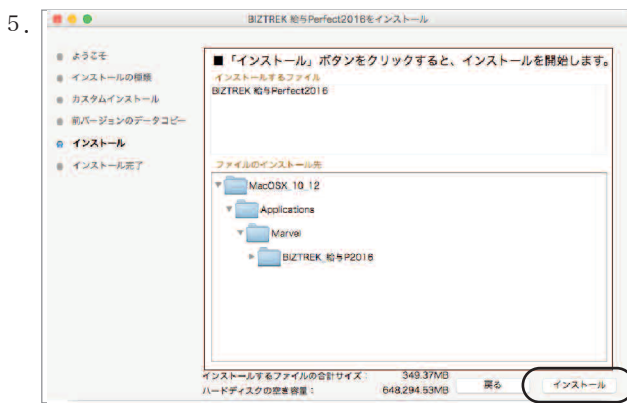 5.
BIZTREK 給与Perfect2016をインストール
ようこそ
インストールの種類
カスタムインストール
前バージョンのデータコピー
インストール
インストール完了
■「インストール」ボタンをクリックすると、インストールを開始します。
インストールするファイル
BIZTREK 給与Perfect2016
ファイルのインストール先
MacOSX_10_12
Applications
Marvel
BIZTREK_給与P2016
インストールするファイルの合計サイズ： 349.37MB
ハードディスクの空き容量： 648,294.53MB
戻る
インストール